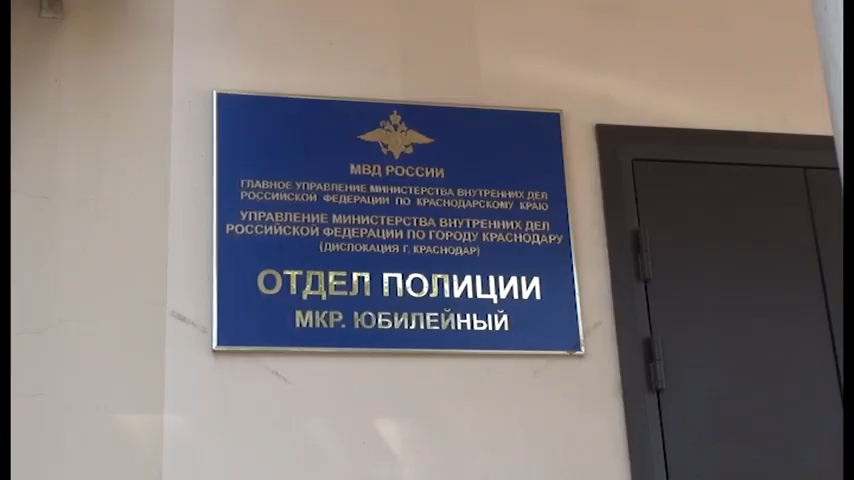 МВД РОССИИ
ГЛАВНОЕ УПРАВЛЕНИЕ МИНИСТЕРСТВА ВНУТРЕННИХ ДЕЛ
РОССИЙСКОЙ ФЕДЕРАЦИИ ПО КРАСНОДАРСКОМУ КРАЮ
УПРАВЛЕНИЕ МИНИСТЕРСТВА ВНУТРЕННИХ ДЕЛ
РОССИЙСКОЙ ФЕДЕРАЦИИ ПО ГОРОДУ КРАСНОДАРУ
(ДИСЛОКАЦИЯ Г. КРАСНОДАР)
ОТДЕЛ ПОЛИЦИИ
МКР. ЮБИЛЕЙНЫЙ